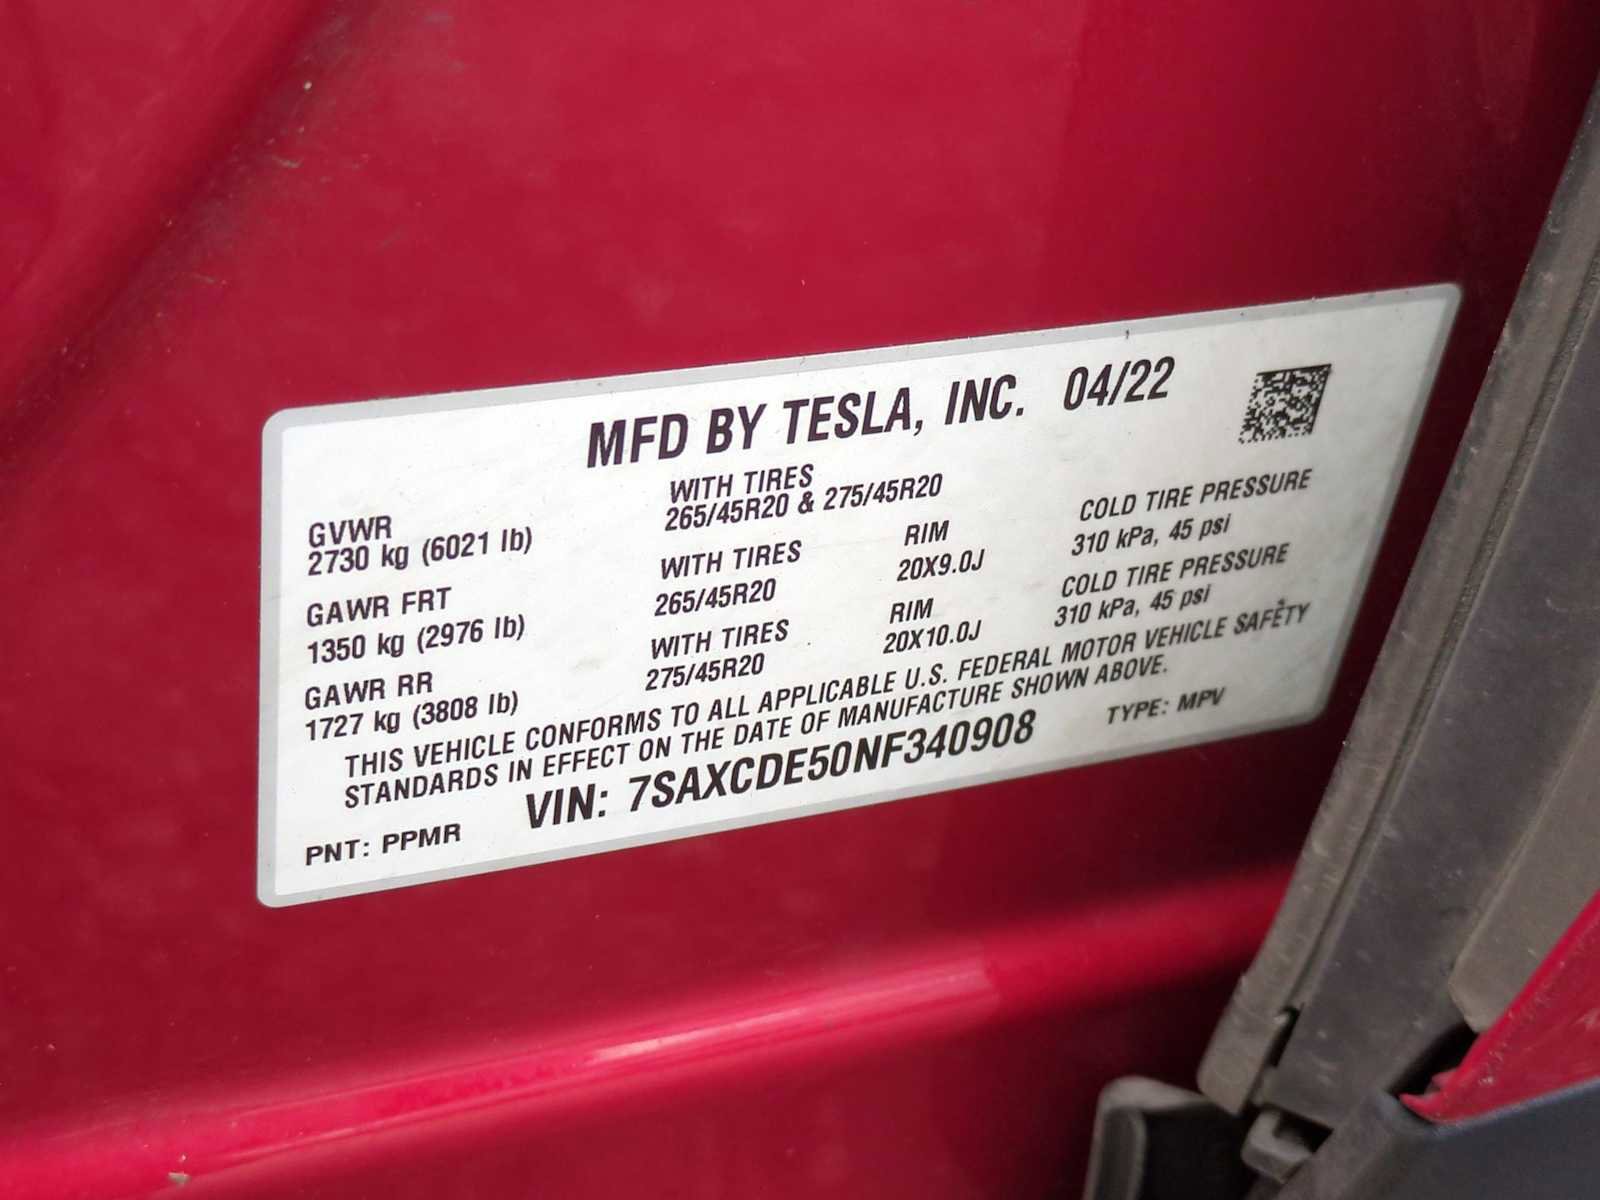 MFD BY TESLA, INC. 04/22
GVWR
2730 kg (6021 lb)
WITH TIRES
265/45R20 & 275/45R20
GAWR FRT
1350 kg (2976 lb)
WITH TIRES
265/45R20
RIM
20X9.0J
COLD TIRE PRESSURE
310 kPa, 45 psi
GAWR RR
1727 kg (3808 lb)
WITH TIRES
275/45R20
RIM
20X10.0J
COLD TIRE PRESSURE
310 kPa, 45 psi
THIS VEHICLE CONFORMS TO ALL APPLICABLE U.S. FEDERAL MOTOR VEHICLE SAFETY
STANDARDS IN EFFECT ON THE DATE OF MANUFACTURE SHOWN ABOVE.
PNT: PPMR
VIN: 7SAXCDE50NF340908
TYPE: MPV